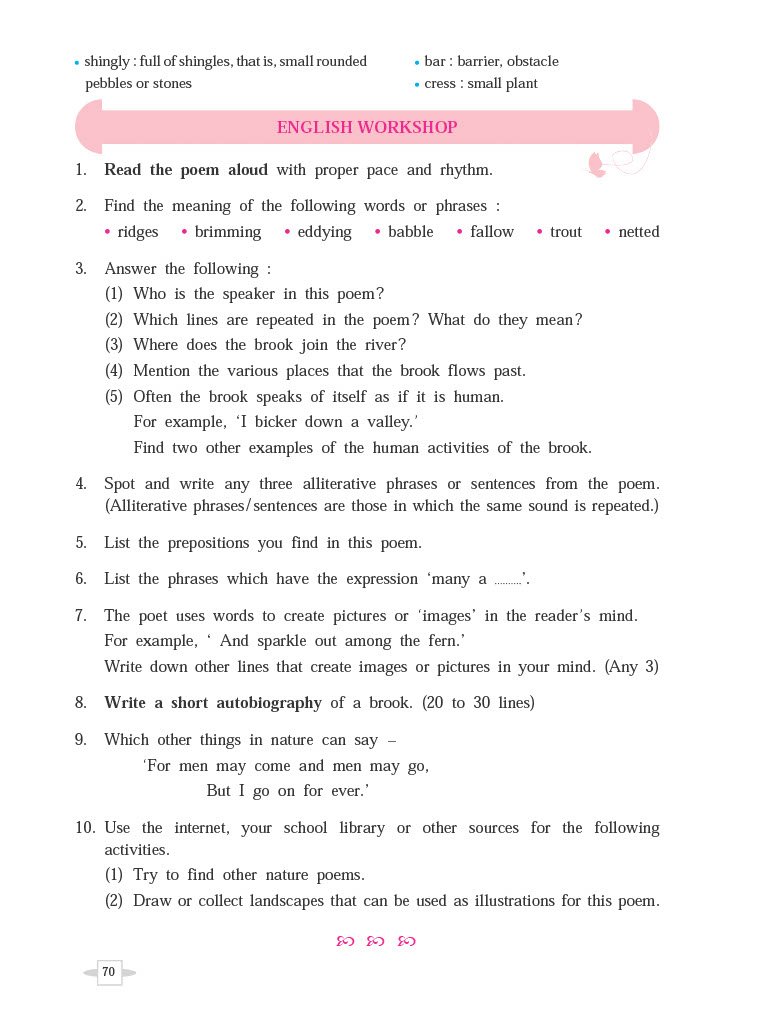 • shingly : full of shingles, that is, small rounded
pebbles or stones
• bar : barrier, obstacle
• cress : small plant
ENGLISH WORKSHOP
1. Read the poem aloud with proper pace and rhythm.
2. Find the meaning of the following words or phrases :
• ridges • brimming • eddying • babble • fallow • trout • netted
3. Answer the following :
(1) Who is the speaker in this poem?
(2) Which lines are repeated in the poem? What do they mean?
(3) Where does the brook join the river?
(4) Mention the various places that the brook flows past.
(5) Often the brook speaks of itself as if it is human.
For example, ‘I bicker down a valley.’
Find two other examples of the human activities of the brook.
4. Spot and write any three alliterative phrases or sentences from the poem.
(Alliterative phrases/sentences are those in which the same sound is repeated.)
5. List the prepositions you find in this poem.
6. List the phrases which have the expression ‘many a ..........’.
7. The poet uses words to create pictures or ‘images’ in the reader’s mind.
For example, ‘ And sparkle out among the fern.’
Write down other lines that create images or pictures in your mind. (Any 3)
8. Write a short autobiography of a brook. (20 to 30 lines)
9. Which other things in nature can say –
‘For men may come and men may go,
But I go on for ever.’
10. Use the internet, your school library or other sources for the following
activities.
(1) Try to find other nature poems.
(2) Draw or collect landscapes that can be used as illustrations for this poem.
70